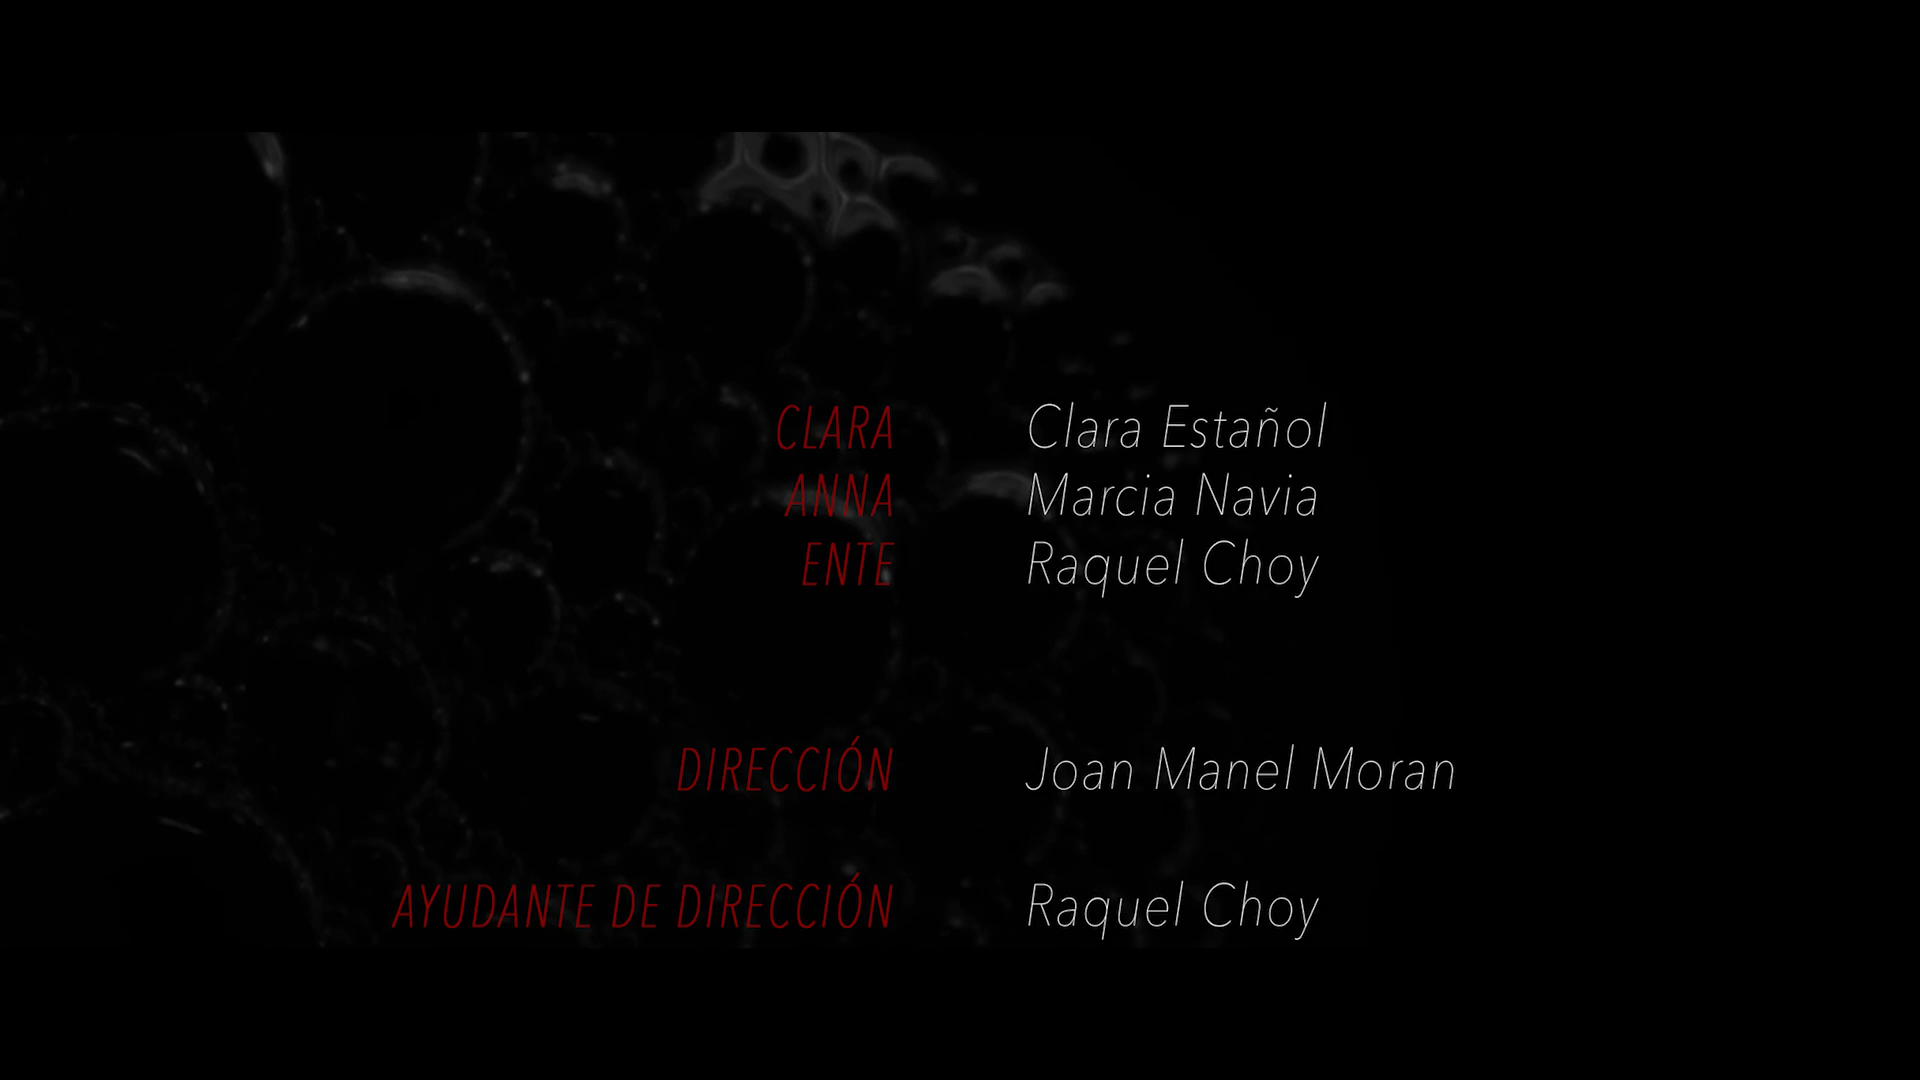 CLARA Clara Estañol
ANNA Marcia Navia
ENTE Raquel Choy
DIRECCIÓN Joan Manel Moran
AYUDANTE DE DIRECCIÓN Raquel Choy